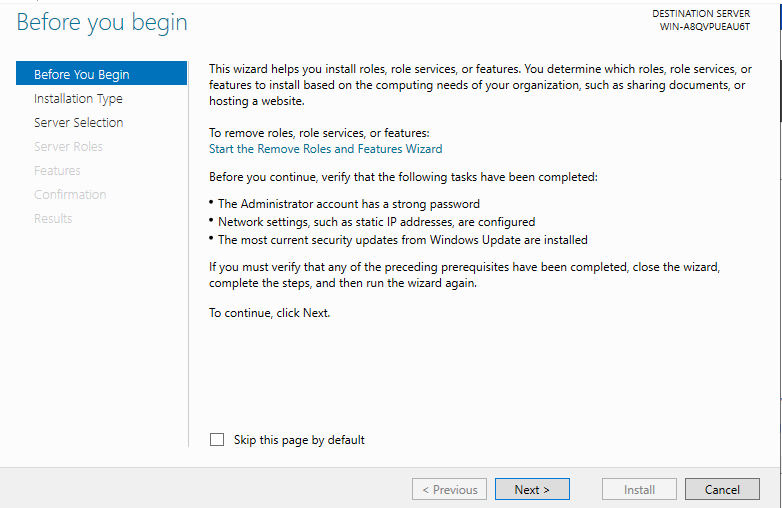 Before you begin
DESTINATION SERVER
WIN-A8QVPUEAU6T
Before You Begin
Installation Type
Server Selection
Server Roles
Features
Confirmation
Results
This wizard helps you install roles, role services, or features. You determine which roles, role services, or
features to install based on the computing needs of your organization, such as sharing documents, or
hosting a website.
To remove roles, role services, or features:
Start the Remove Roles and Features Wizard
Before you continue, verify that the following tasks have been completed:
• The Administrator account has a strong password
• Network settings, such as static IP addresses, are configured
• The most current security updates from Windows Update are installed
If you must verify that any of the preceding prerequisites have been completed, close the wizard,
complete the steps, and then run the wizard again.
To continue, click Next.
Skip this page by default
< Previous
Next >
Install
Cancel